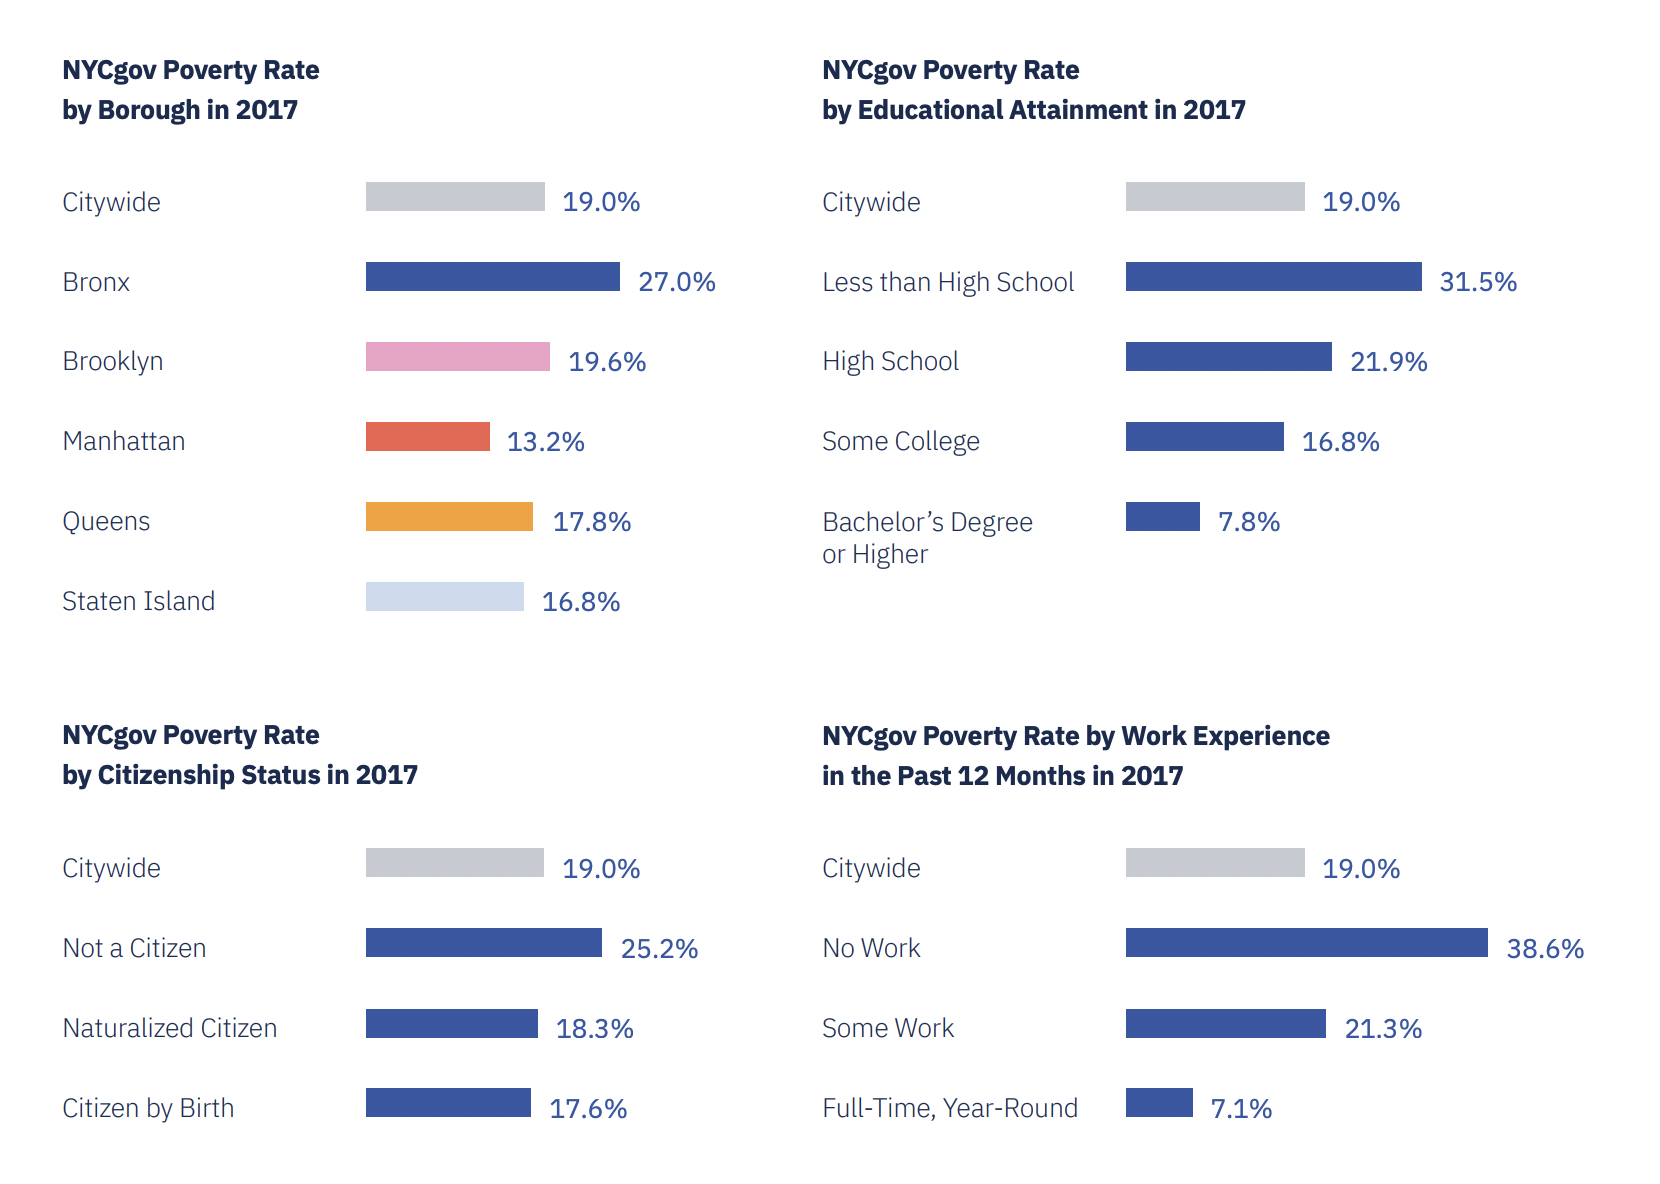 NYCgov Poverty Rate
by Borough in 2017
Citywide 19.0%
Bronx 27.0%
Brooklyn 19.6%
Manhattan 13.2%
Queens 17.8%
Staten Island 16.8%
NYCgov Poverty Rate
by Educational Attainment in 2017
Citywide 19.0%
Less than High School 31.5%
High School 21.9%
Some College 16.8%
Bachelor’s Degree 7.8%
or Higher
NYCgov Poverty Rate
by Citizenship Status in 2017
Citywide 19.0%
Not a Citizen 25.2%
Naturalized Citizen 18.3%
Citizen by Birth 17.6%
NYCgov Poverty Rate by Work Experience
in the Past 12 Months in 2017
Citywide 19.0%
No Work 38.6%
Some Work 21.3%
Full-Time, Year-Round 7.1%